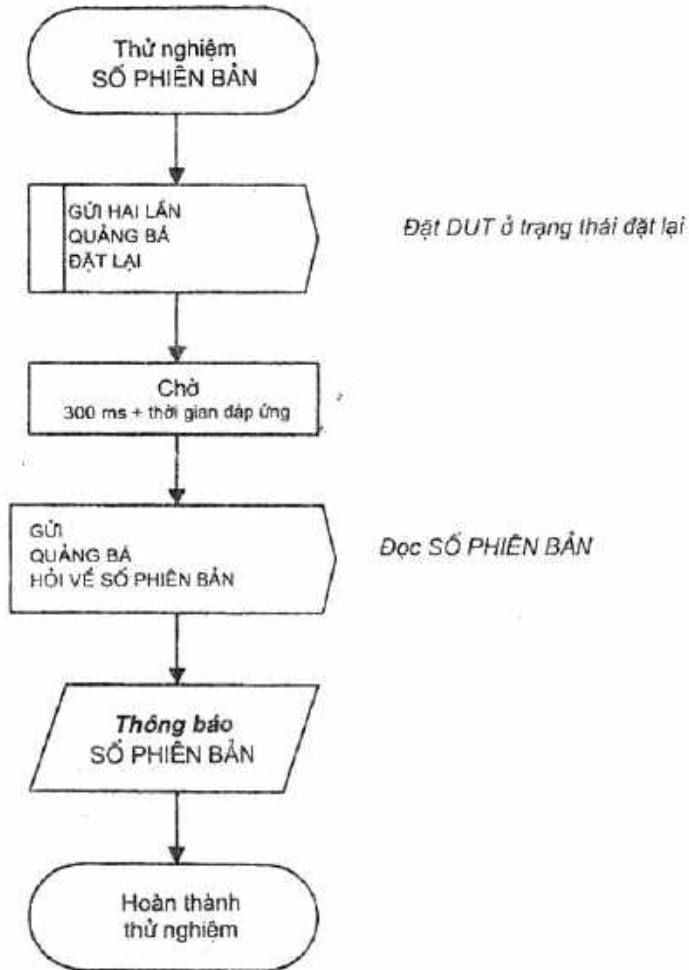 Thử nghiệm
SỐ PHIÊN BẢN
GỬI HAI LẦN
QUẢNG BÁ
ĐẶT LẠI
Đặt DUT ở trạng thái đặt lại
Chờ
300 ms + thời gian đáp ứng
GỬI
QUẢNG BÁ
HỎI VỀ SỐ PHIÊN BẢN
Đọc SỐ PHIÊN BẢN
Thông báo
SỐ PHIÊN BẢN
Hoàn thành
thử nghiệm